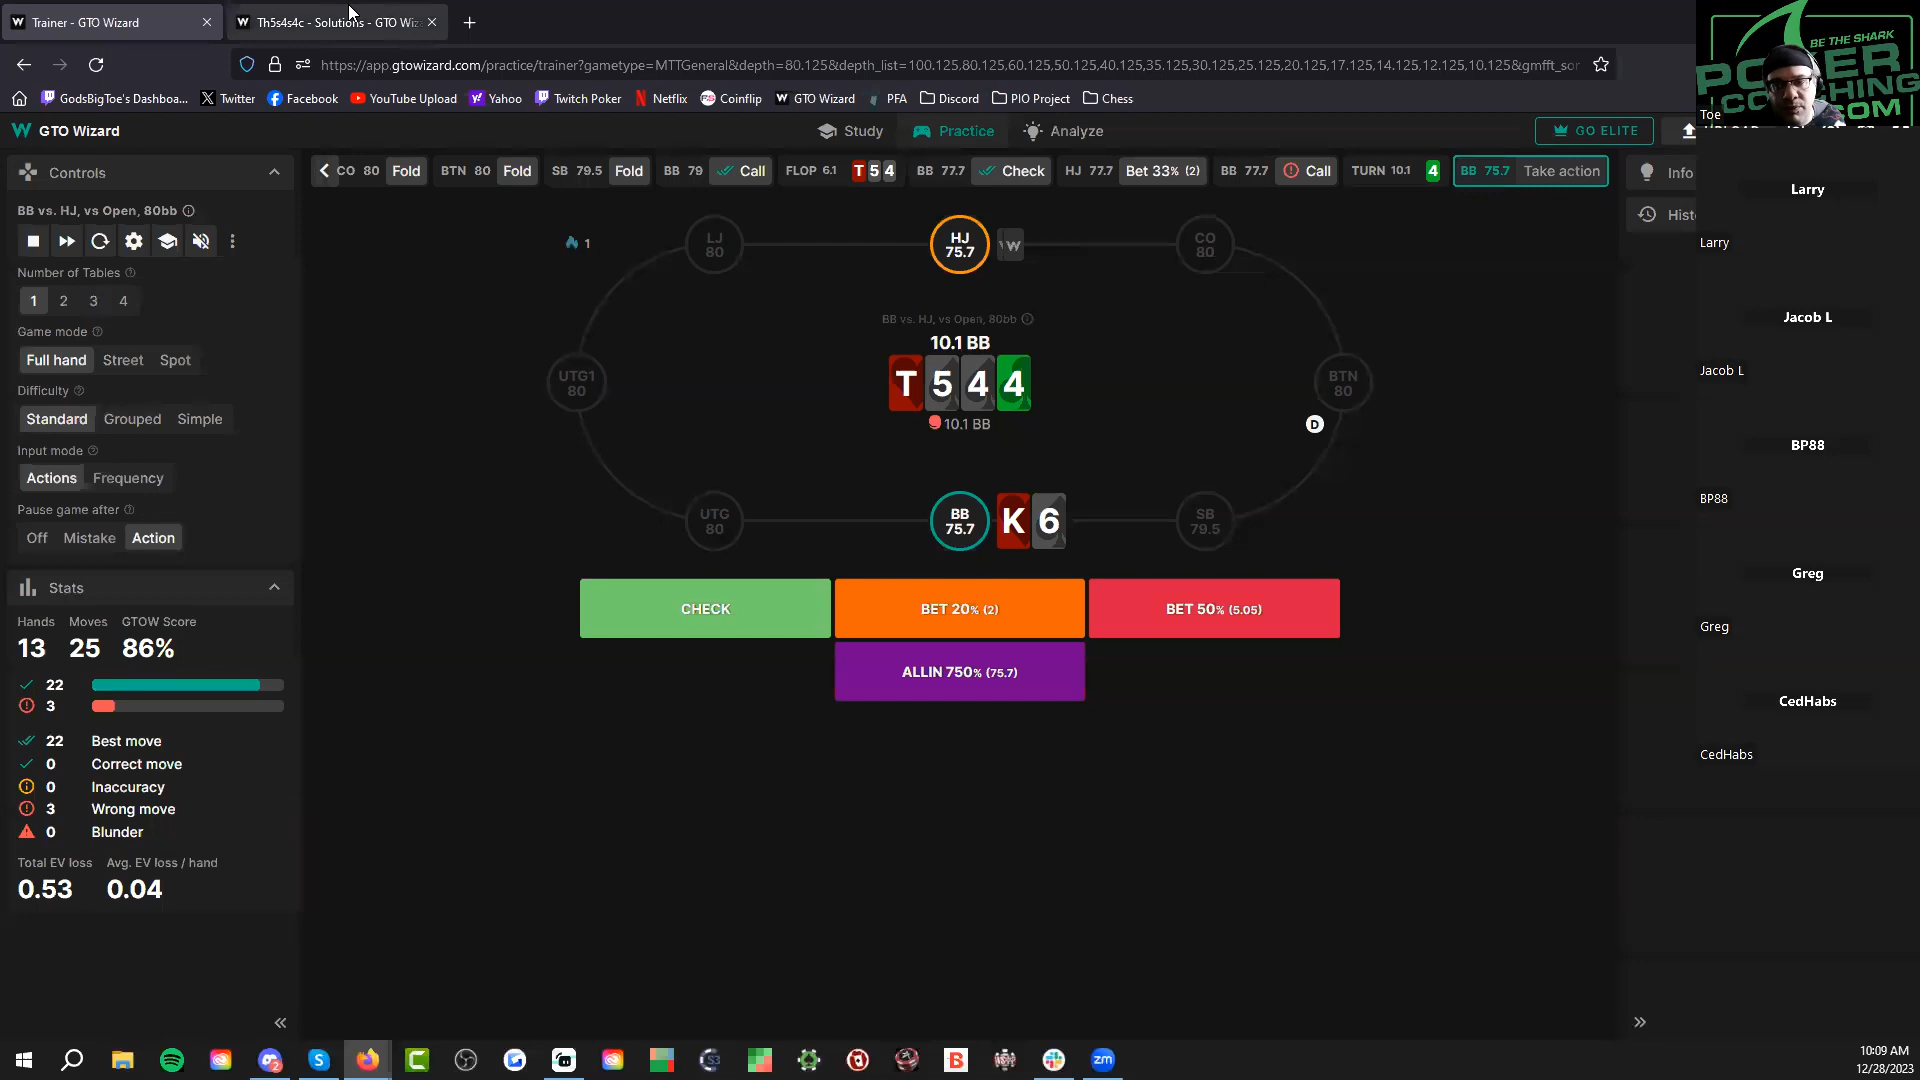 Trainer - GTO Wizard
Th5s4s4c - Solutions - GTO Wiz
https://app.gtowizard.com/practice/trainer?gametype=MTTGeneral&depth=80.125&depth_list=100.125,80.125,60.125,50.125,40.125,35.125,30.125,25.125,20.125,17.125,14.125,12.125,10.125&gmfft_sor
GodsBigToe's Dashboa... Twitter Facebook YouTube Upload Yahoo Twitch Poker Netflix Coinflip GTO Wizard PFA Discord PIO Project Chess
BE THE SHARK
POKER
COACHING
.COM
Toe
GTO Wizard
Study Practice Analyze
GO ELITE
Controls
CO 80 Fold BTN 80 Fold SB 79.5 Fold BB 79 Call FLOP 6.1 T 5 4 BB 77.7 Check HJ 77.7 Bet 33% (2) BB 77.7 Call TURN 10.1 4 BB 75.7 Take action
Info
Histo
BB vs. HJ, vs Open, 80bb
Number of Tables
1 2 3 4
Game mode
Full hand Street Spot
Difficulty
Standard Grouped Simple
Input mode
Actions Frequency
Pause game after
Off Mistake Action
Stats
Hands Moves GTOW Score
13 25 86%
22
3
22 Best move
0 Correct move
0 Inaccuracy
3 Wrong move
0 Blunder
Total EV loss Avg. EV loss / hand
0.53 0.04
1
LJ
80
HJ
75.7
W
CO
80
BB vs. HJ, vs Open, 80bb
10.1 BB
T 5 4 4
10.1 BB
UTG1
80
BTN
80
D
UTG
80
BB
75.7
K 6
SB
79.5
CHECK
BET 20% (2)
BET 50% (5.05)
ALLIN 750% (75.7)
Larry
Larry
Jacob L
Jacob L
BP88
BP88
Greg
Greg
CedHabs
CedHabs
10:09 AM
12/28/2023